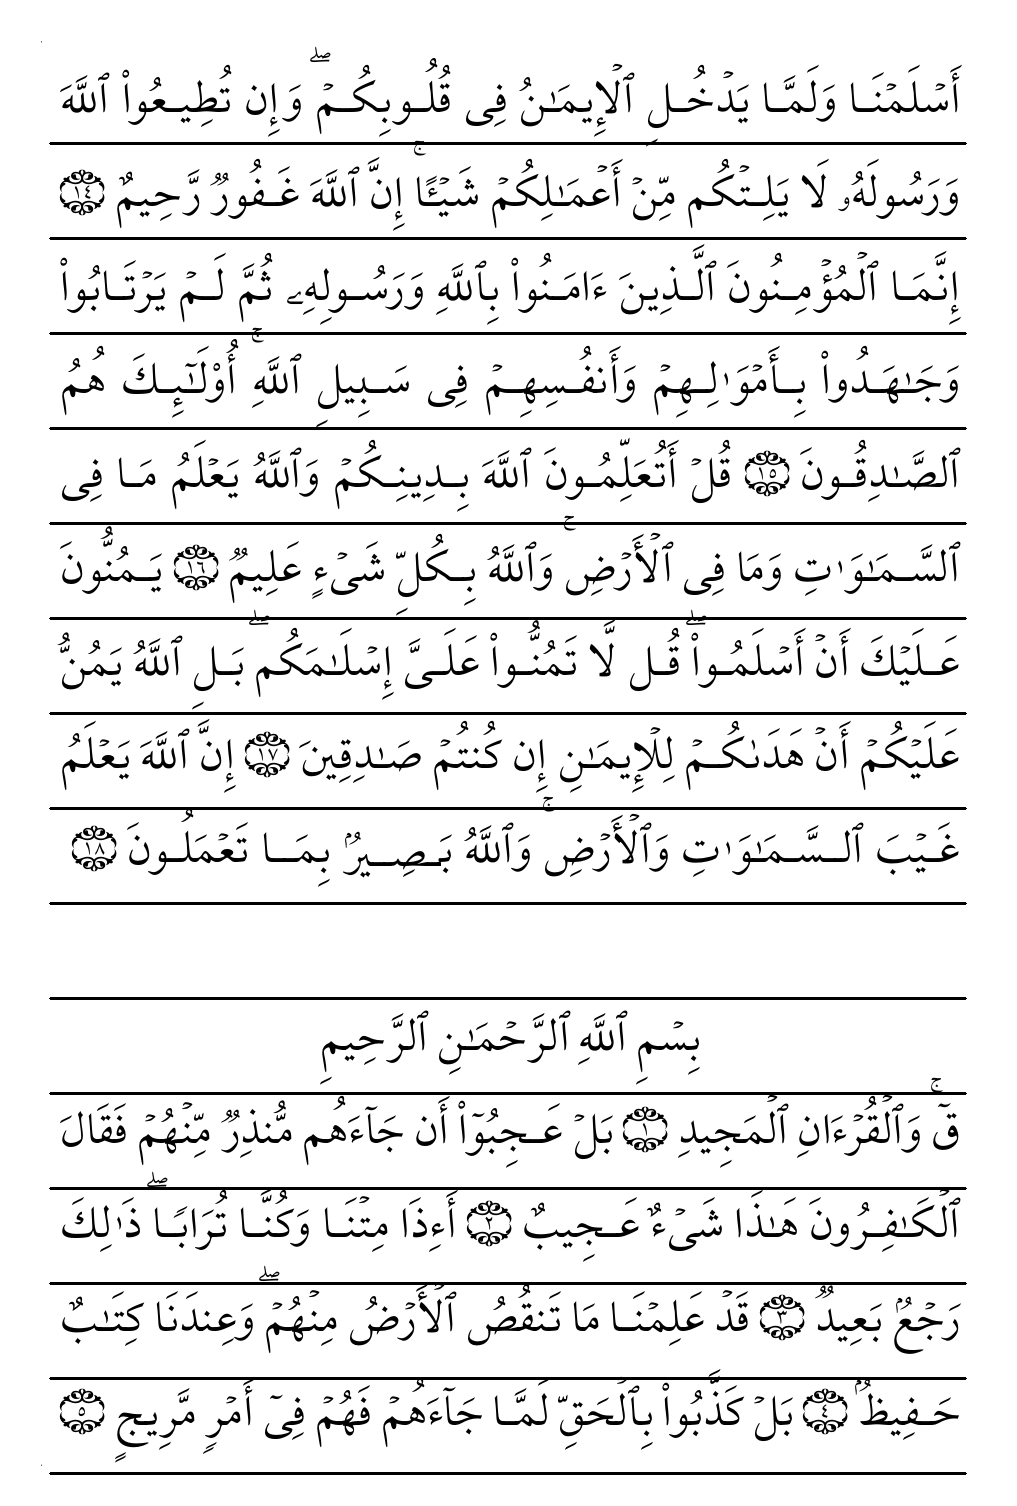 أَسۡلَمۡنَا وَلَمَّا يَدۡخُلِ ٱلۡإِيمَٰنُ فِى قُلُوبِكُمۡۖ وَإِن تُطِيعُواْ ٱللَّهَ
وَرَسُولَهُۥ لَا يَلِتۡكُم مِّنۡ أَعۡمَٰلِكُمۡ شَيۡـًٔاۚ إِنَّ ٱللَّهَ غَفُورٞ رَّحِيمٌ ١٤
إِنَّمَا ٱلۡمُؤۡمِنُونَ ٱلَّذِينَ ءَامَنُواْ بِٱللَّهِ وَرَسُولِهِۦ ثُمَّ لَمۡ يَرۡتَابُواْ
وَجَٰهَدُواْ بِأَمۡوَٰلِهِمۡ وَأَنفُسِهِمۡ فِى سَبِيلِ ٱللَّهِۚ أُوْلَٰٓئِكَ هُمُ
ٱلصَّٰدِقُونَ ١٥ قُلۡ أَتُعَلِّمُونَ ٱللَّهَ بِدِينِكُمۡ وَٱللَّهُ يَعۡلَمُ مَا فِى
ٱلسَّمَٰوَٰتِ وَمَا فِى ٱلۡأَرۡضِۚ وَٱللَّهُ بِكُلِّ شَىۡءٍ عَلِيمٞ ١٦ يَمُنُّونَ
عَلَيۡكَ أَنۡ أَسۡلَمُواْۖ قُل لَّا تَمُنُّواْ عَلَىَّ إِسۡلَٰمَكُمۖ بَلِ ٱللَّهُ يَمُنُّ
عَلَيۡكُمۡ أَنۡ هَدَىٰكُمۡ لِلۡإِيمَٰنِ إِن كُنتُمۡ صَٰدِقِينَ ١٧ إِنَّ ٱللَّهَ يَعۡلَمُ
غَيۡبَ ٱلسَّمَٰوَٰتِ وَٱلۡأَرۡضِۚ وَٱللَّهُ بَصِيرُۢ بِمَا تَعۡمَلُونَ ١٨
بِسۡمِ ٱللَّهِ ٱلرَّحۡمَٰنِ ٱلرَّحِيمِ
قٓۚ وَٱلۡقُرۡءَانِ ٱلۡمَجِيدِ ١ بَلۡ عَجِبُوٓاْ أَن جَآءَهُم مُّنذِرٞ مِّنۡهُمۡ فَقَالَ
ٱلۡكَٰفِرُونَ هَٰذَا شَىۡءٌ عَجِيبٌ ٢ أَءِذَا مِتۡنَا وَكُنَّا تُرَابًاۖ ذَٰلِكَ
رَجۡعُۢ بَعِيدٞ ٣ قَدۡ عَلِمۡنَا مَا تَنقُصُ ٱلۡأَرۡضُ مِنۡهُمۡۖ وَعِندَنَا كِتَٰبٌ
حَفِيظُۢ ٤ بَلۡ كَذَّبُواْ بِٱلۡحَقِّ لَمَّا جَآءَهُمۡ فَهُمۡ فِىٓ أَمۡرٍ مَّرِيجٍ ٥